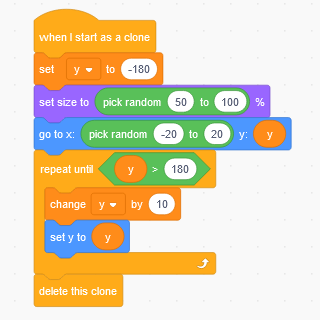 when I start as a clone
set y to -180
set size to pick random 50 to 100 %
go to x: pick random -20 to 20 y: y
repeat until y > 180
change y by 10
set y to y
delete this clone